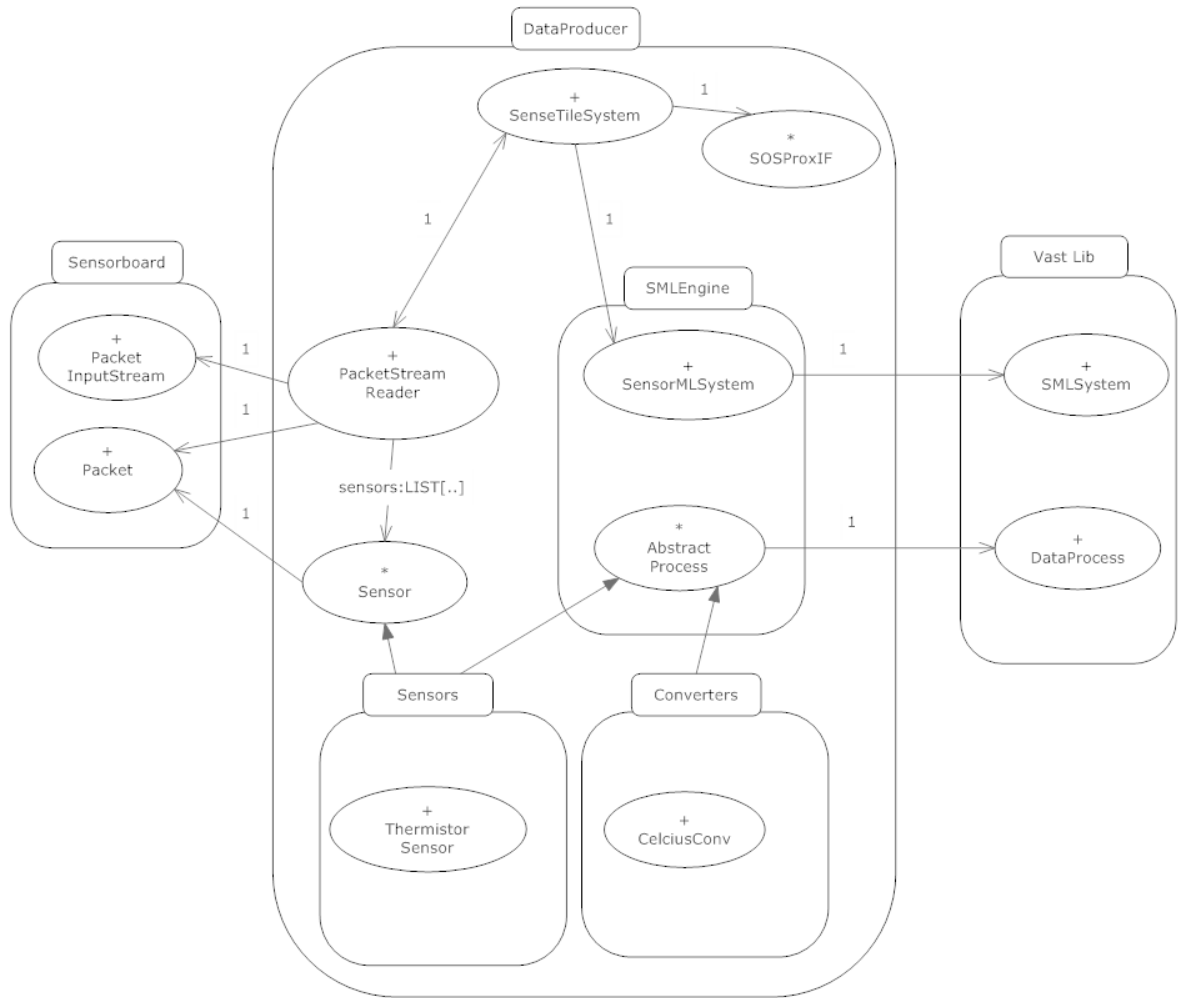 DataProducer
+
SenseTileSystem
1
*
SOSProxIF
1
1
Sensorboard
+
Packet
InputStream
1
+
PacketStream
Reader
1
+
Packet
1
sensors:LIST[..]
*
Sensor
SMLEngine
+
SensorMLSystem
1
*
Abstract
Process
1
Vast Lib
+
SMLSystem
+
DataProcess
Sensors
+
Thermistor
Sensor
Converters
+
CelciusConv